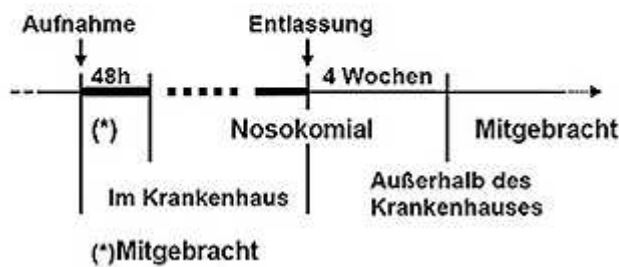 Aufnahme Entlassung
48h 4 Wochen
(*) Nosokomial Mitgebracht
Im Krankenhaus Außerhalb des
Krankenhauses
(*)Mitgebracht